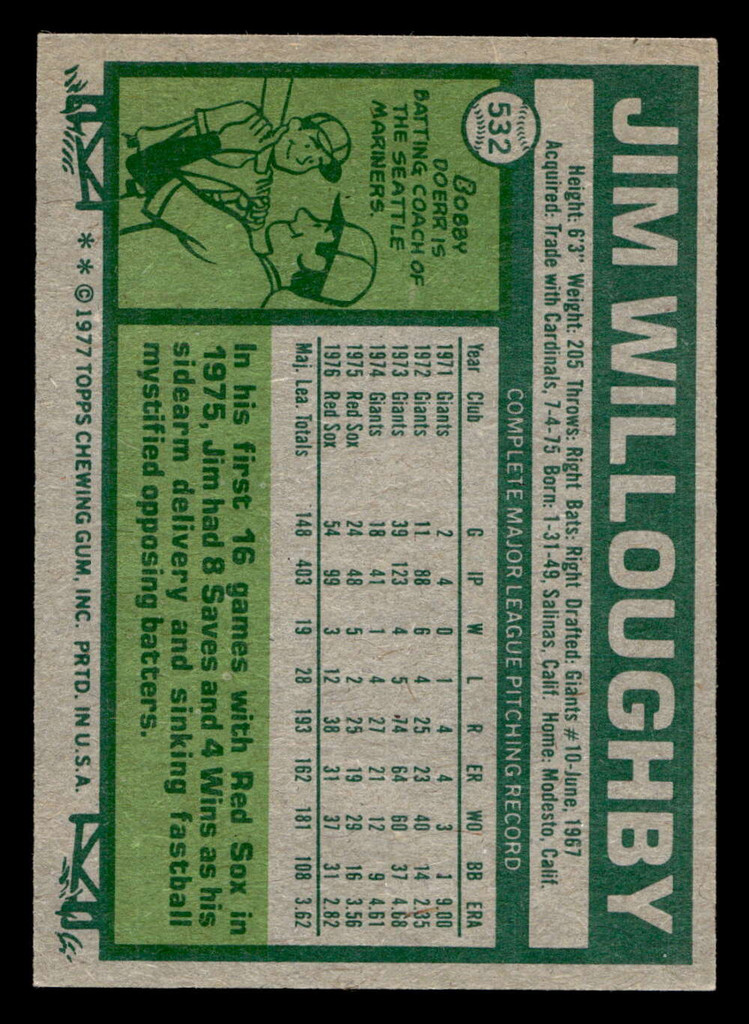 JIM WILLOUGHBY
532
Height: 6'3" Weight: 205 Throws: Right Bats: Right Drafted: Giants #10-June, 1967
Acquired: Trade with Cardinals, 7-4-75 Born: 1-31-49, Salinas, Calif. Home: Modesto, Calif.
BOBBY
DOERR IS
BATTING COACH OF
THE SEATTLE
MARINERS.
COMPLETE MAJOR LEAGUE PITCHING RECORD
Year Club G IP W L R ER WO BB ERA
1971 Giants 2 4 0 1 4 4 3 1 9.00
1972 Giants 11 88 6 4 25 23 40 14 2.35
1973 Giants 39 123 4 5 74 64 60 37 4.68
1974 Giants 18 41 1 4 27 21 12 9 4.61
1975 Red Sox 24 48 5 2 25 19 29 16 3.56
1976 Red Sox 54 99 3 12 38 31 37 31 2.82
Maj. Lea. Totals 148 403 19 28 193 162 181 108 3.62
In his first 16 games with Red Sox in
1975, Jim had 8 Saves and 4 Wins as his
sidearm delivery and sinking fastball
mystified opposing batters.
* * © 1977 TOPPS CHEWING GUM, INC. PRTD. IN U.S.A.